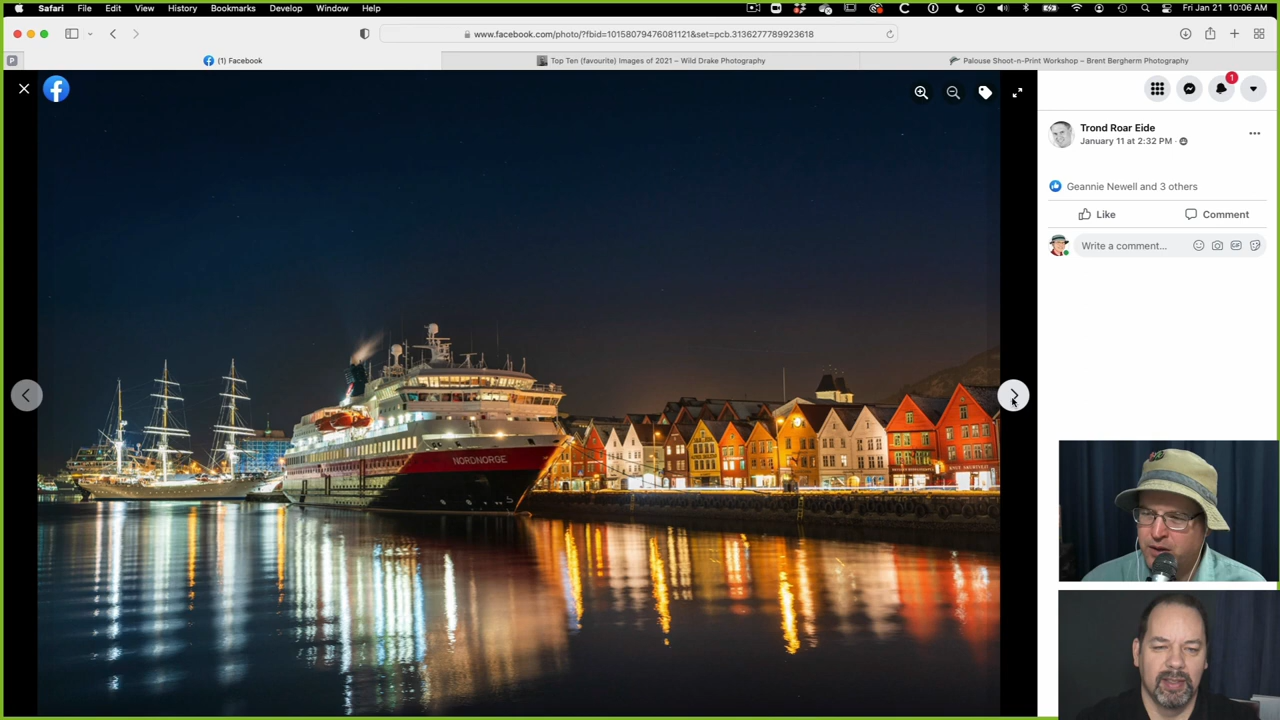 Safari File Edit View History Bookmarks Develop Window Help Fri Jan 21 10:06 AM
www.facebook.com/photo/?fbid=10158079476081121&set=pcb.3136277789923618
P (1) Facebook Top Ten (favourite) Images of 2021 – Wild Drake Photography Palouse Shoot-n-Print Workshop – Brent Bergherm Photography
1
Trond Roar Eide
January 11 at 2:32 PM ·
Geannie Newell and 3 others
Like Comment
Write a comment...
GIF
NORDNORGE